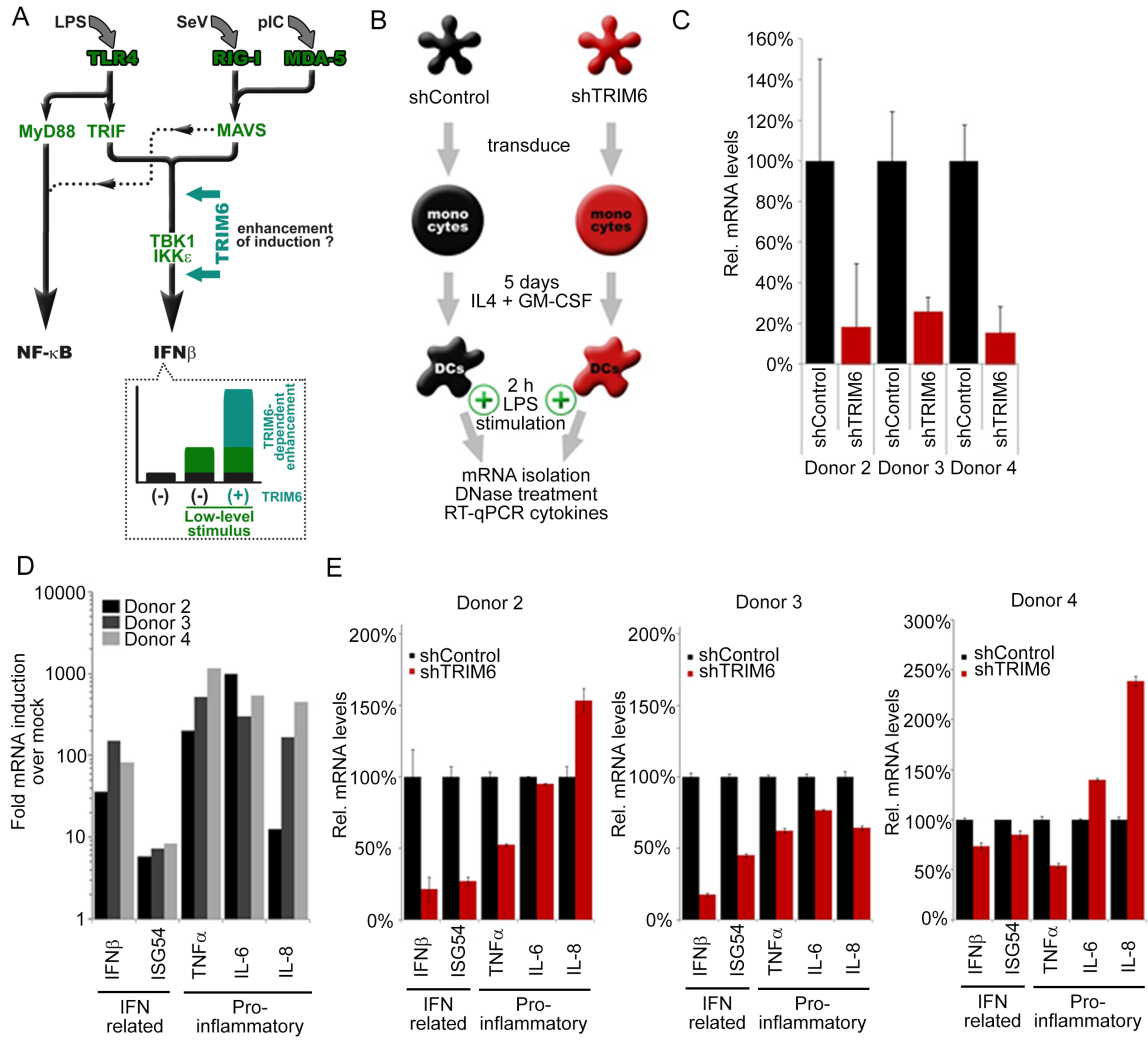 A
LPS
SeV
pIC
TLR4
RIG-I
MDA-5
MyD88
TRIF
MAVS
TRIM6
enhancement
of induction ?
TBK1
IKKε
NF-κB
IFNβ
TRIM6-
dependent
enhancement
(-)
(-)
(+)
TRIM6
Low-level
stimulus
B
shControl
shTRIM6
transduce
mono
cytes
mono
cytes
5 days
IL4 + GM-CSF
DCs
DCs
2 h
LPS
stimulation
+
+
mRNA isolation
DNase treatment
RT-qPCR cytokines
C
Rel. mRNA levels
160%
140%
120%
100%
80%
60%
40%
20%
0%
shControl
shTRIM6
shControl
shTRIM6
shControl
shTRIM6
Donor 2
Donor 3
Donor 4
D
Fold mRNA induction
over mock
10000
1000
100
10
1
Donor 2
Donor 3
Donor 4
IFNβ
ISG54
TNFα
IL-6
IL-8
IFN
related
Pro-
inflammatory
E
Donor 2
Rel. mRNA levels
200%
150%
100%
50%
0%
shControl
shTRIM6
IFNβ
ISG54
TNFα
IL-6
IL-8
IFN
related
Pro-
inflammatory
Donor 3
Rel. mRNA levels
200%
150%
100%
50%
0%
shControl
shTRIM6
IFNβ
ISG54
TNFα
IL-6
IL-8
IFN
related
Pro-
inflammatory
Donor 4
Rel. mRNA levels
300%
250%
200%
150%
100%
50%
0%
shControl
shTRIM6
IFNβ
ISG54
TNFα
IL-6
IL-8
IFN
related
Pro-
inflammatory